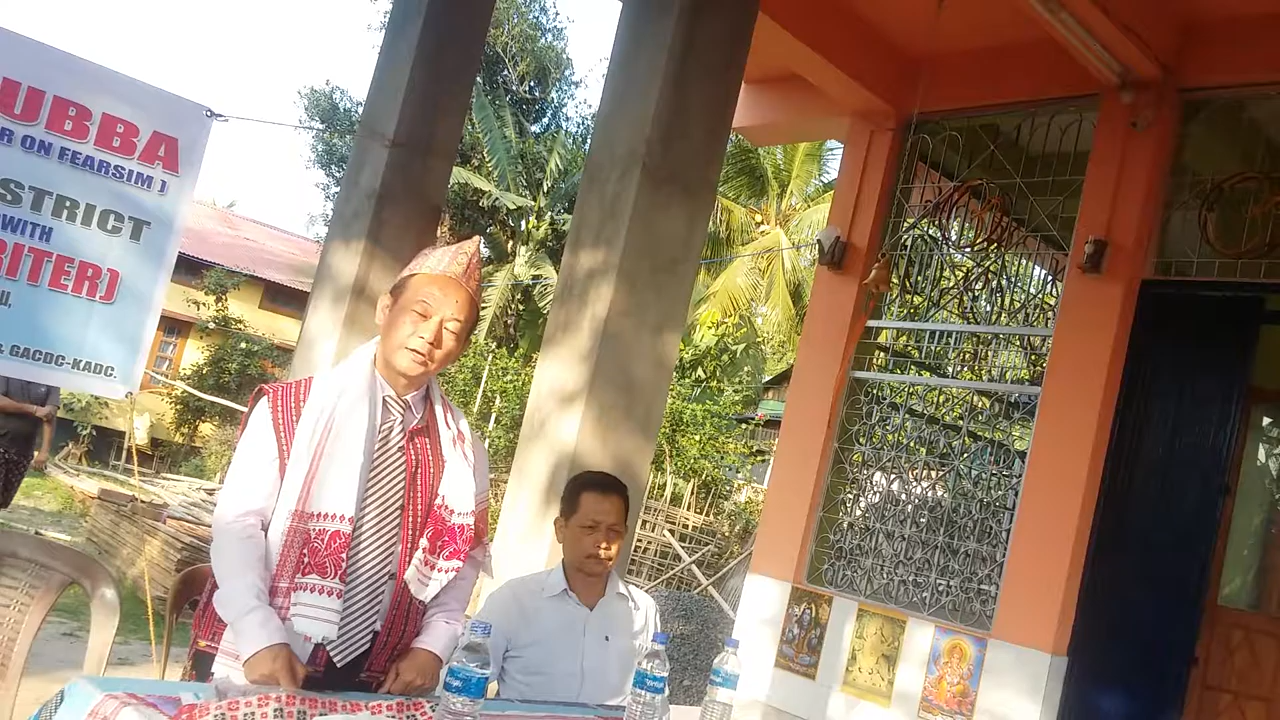 UBBA
R ON FEARSIM )
STRICT
WITH
RITER)
& GACDC-KADC.